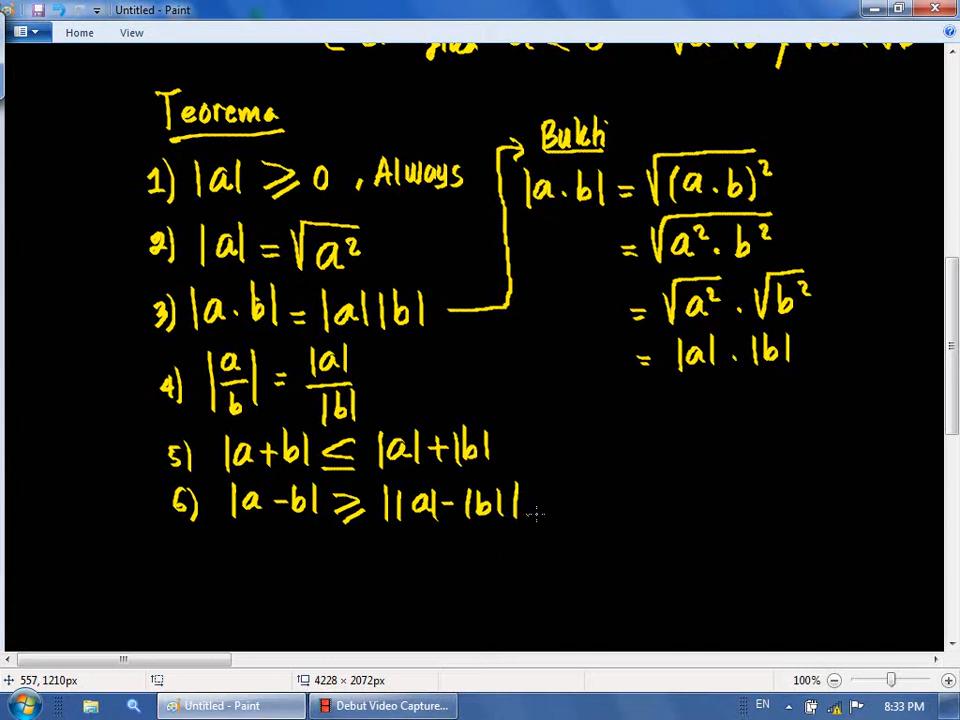 Untitled - Paint
Home View
Teorema
1) |a| ≥ 0 , Always
2) |a| = √a²
3) |a · b| = |a| |b|
4) |a/b| = |a|/|b|
5) |a + b| ≤ |a| + |b|
6) |a - b| ≥ ||a| - |b||
Bukti
|a · b| = √(a · b)²
= √a² · b²
= √a² · √b²
= |a| · |b|
557, 1210px 4228 × 2072px 100%
Untitled - Paint Debut Video Capture... EN 8:33 PM